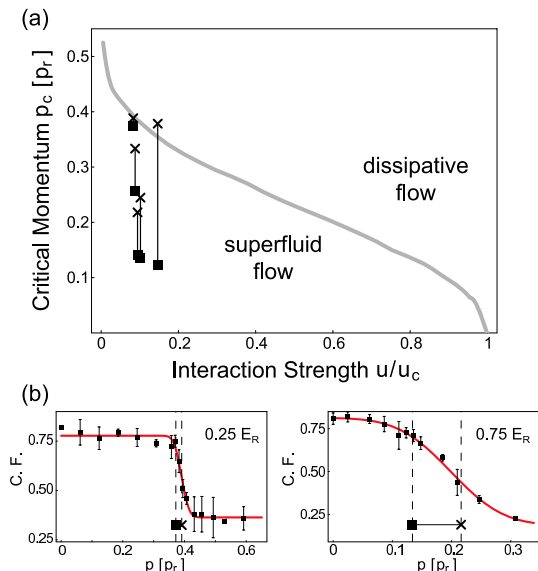 (a)
Critical Momentum p_c [p_r]
0.5
0.4
0.3
0.2
0.1
dissipative
flow
superfluid
flow
0 0.2 0.4 0.6 0.8 1
Interaction Strength u/u_c
(b)
C. F.
0.75
0.50
0.25
0.25 E_R
0 0.2 0.4 0.6
p [p_r]
C. F.
0.75
0.50
0.25
0.75 E_R
0 0.1 0.2 0.3
p [p_r]